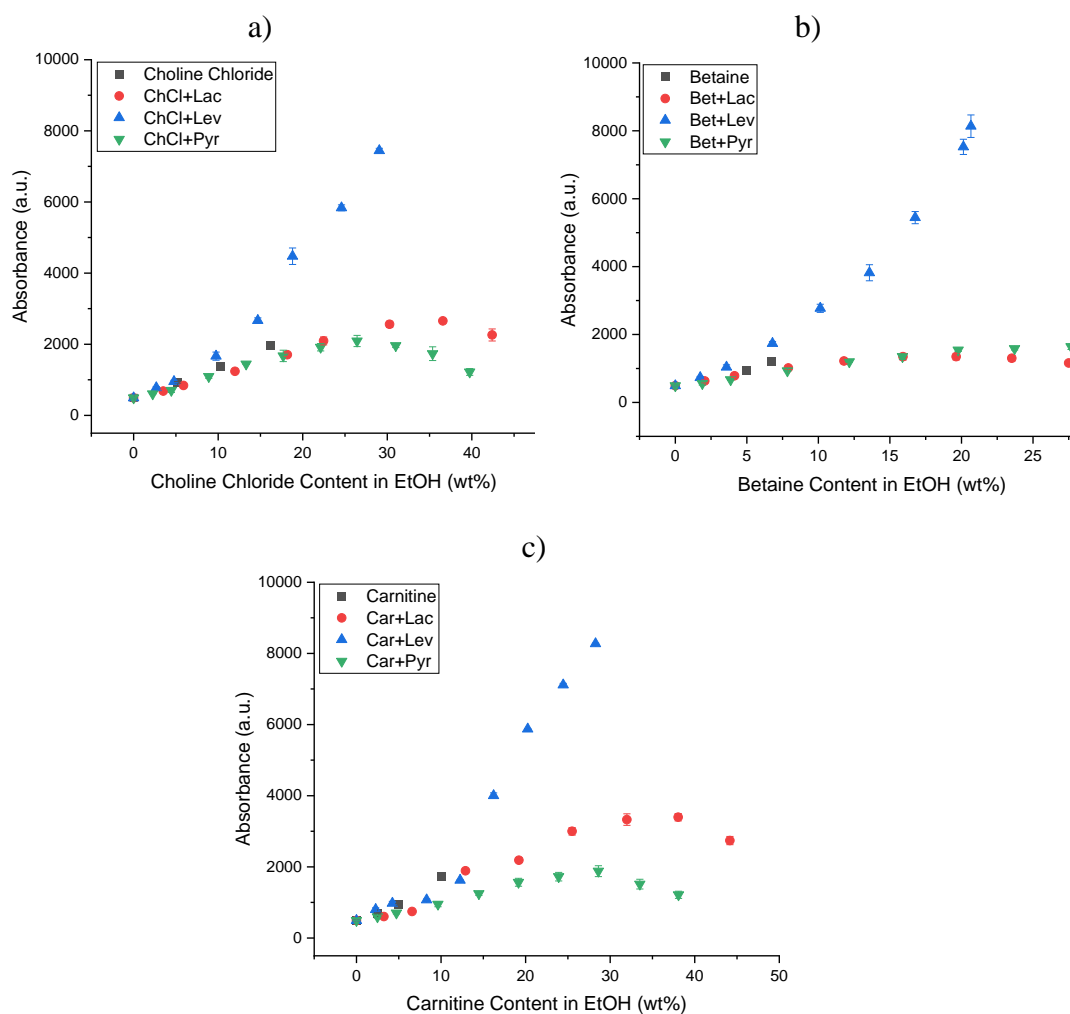 a)
10000
8000
6000
4000
2000
0
Absorbance (a.u.)
Choline Chloride
ChCl+Lac
ChCl+Lev
ChCl+Pyr
0 10 20 30 40
Choline Chloride Content in EtOH (wt%)
b)
10000
8000
6000
4000
2000
0
Absorbance (a.u.)
Betaine
Bet+Lac
Bet+Lev
Bet+Pyr
0 5 10 15 20 25
Betaine Content in EtOH (wt%)
c)
10000
8000
6000
4000
2000
0
Absorbance (a.u.)
Carnitine
Car+Lac
Car+Lev
Car+Pyr
0 10 20 30 40 50
Carnitine Content in EtOH (wt%)